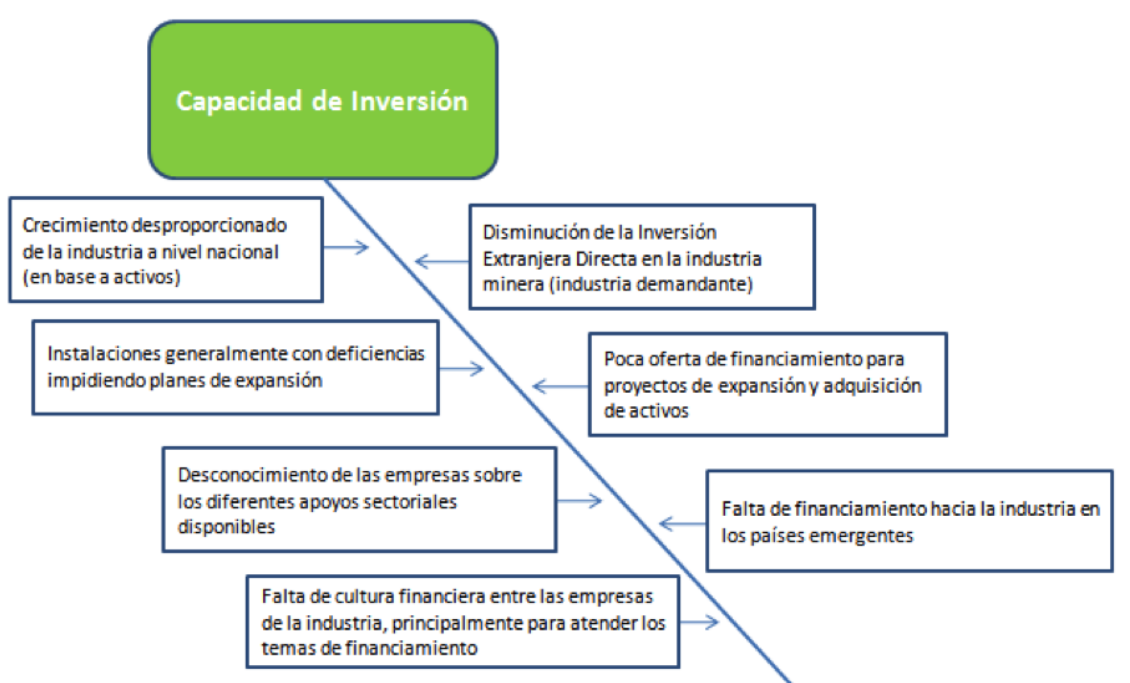 Capacidad de Inversión
Crecimiento desproporcionado
de la industria a nivel nacional
(en base a activos)
Disminución de la Inversión
Extranjera Directa en la industria
minera (industria demandante)
Instalaciones generalmente con deficiencias
impidiendo planes de expansión
Poca oferta de financiamiento para
proyectos de expansión y adquisición
de activos
Desconocimiento de las empresas sobre
los diferentes apoyos sectoriales
disponibles
Falta de financiamiento hacia la industria en
los países emergentes
Falta de cultura financiera entre las empresas
de la industria, principalmente para atender los
temas de financiamiento